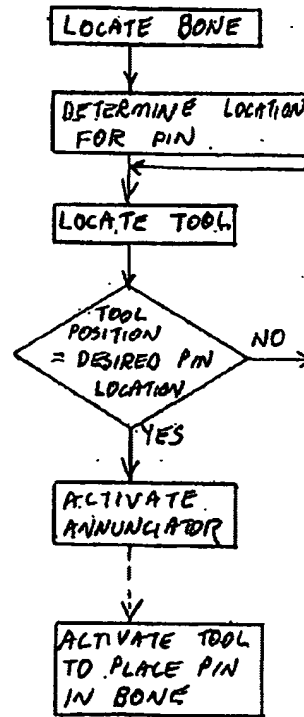 LOCATE BONE
DETERMINE LOCATION
FOR PIN
LOCATE TOOL
TOOL
POSITION
= DESIRED PIN
LOCATION
NO
YES
ACTIVATE
ANNUNCIATOR
ACTIVATE TOOL
TO PLACE PIN
IN BONE